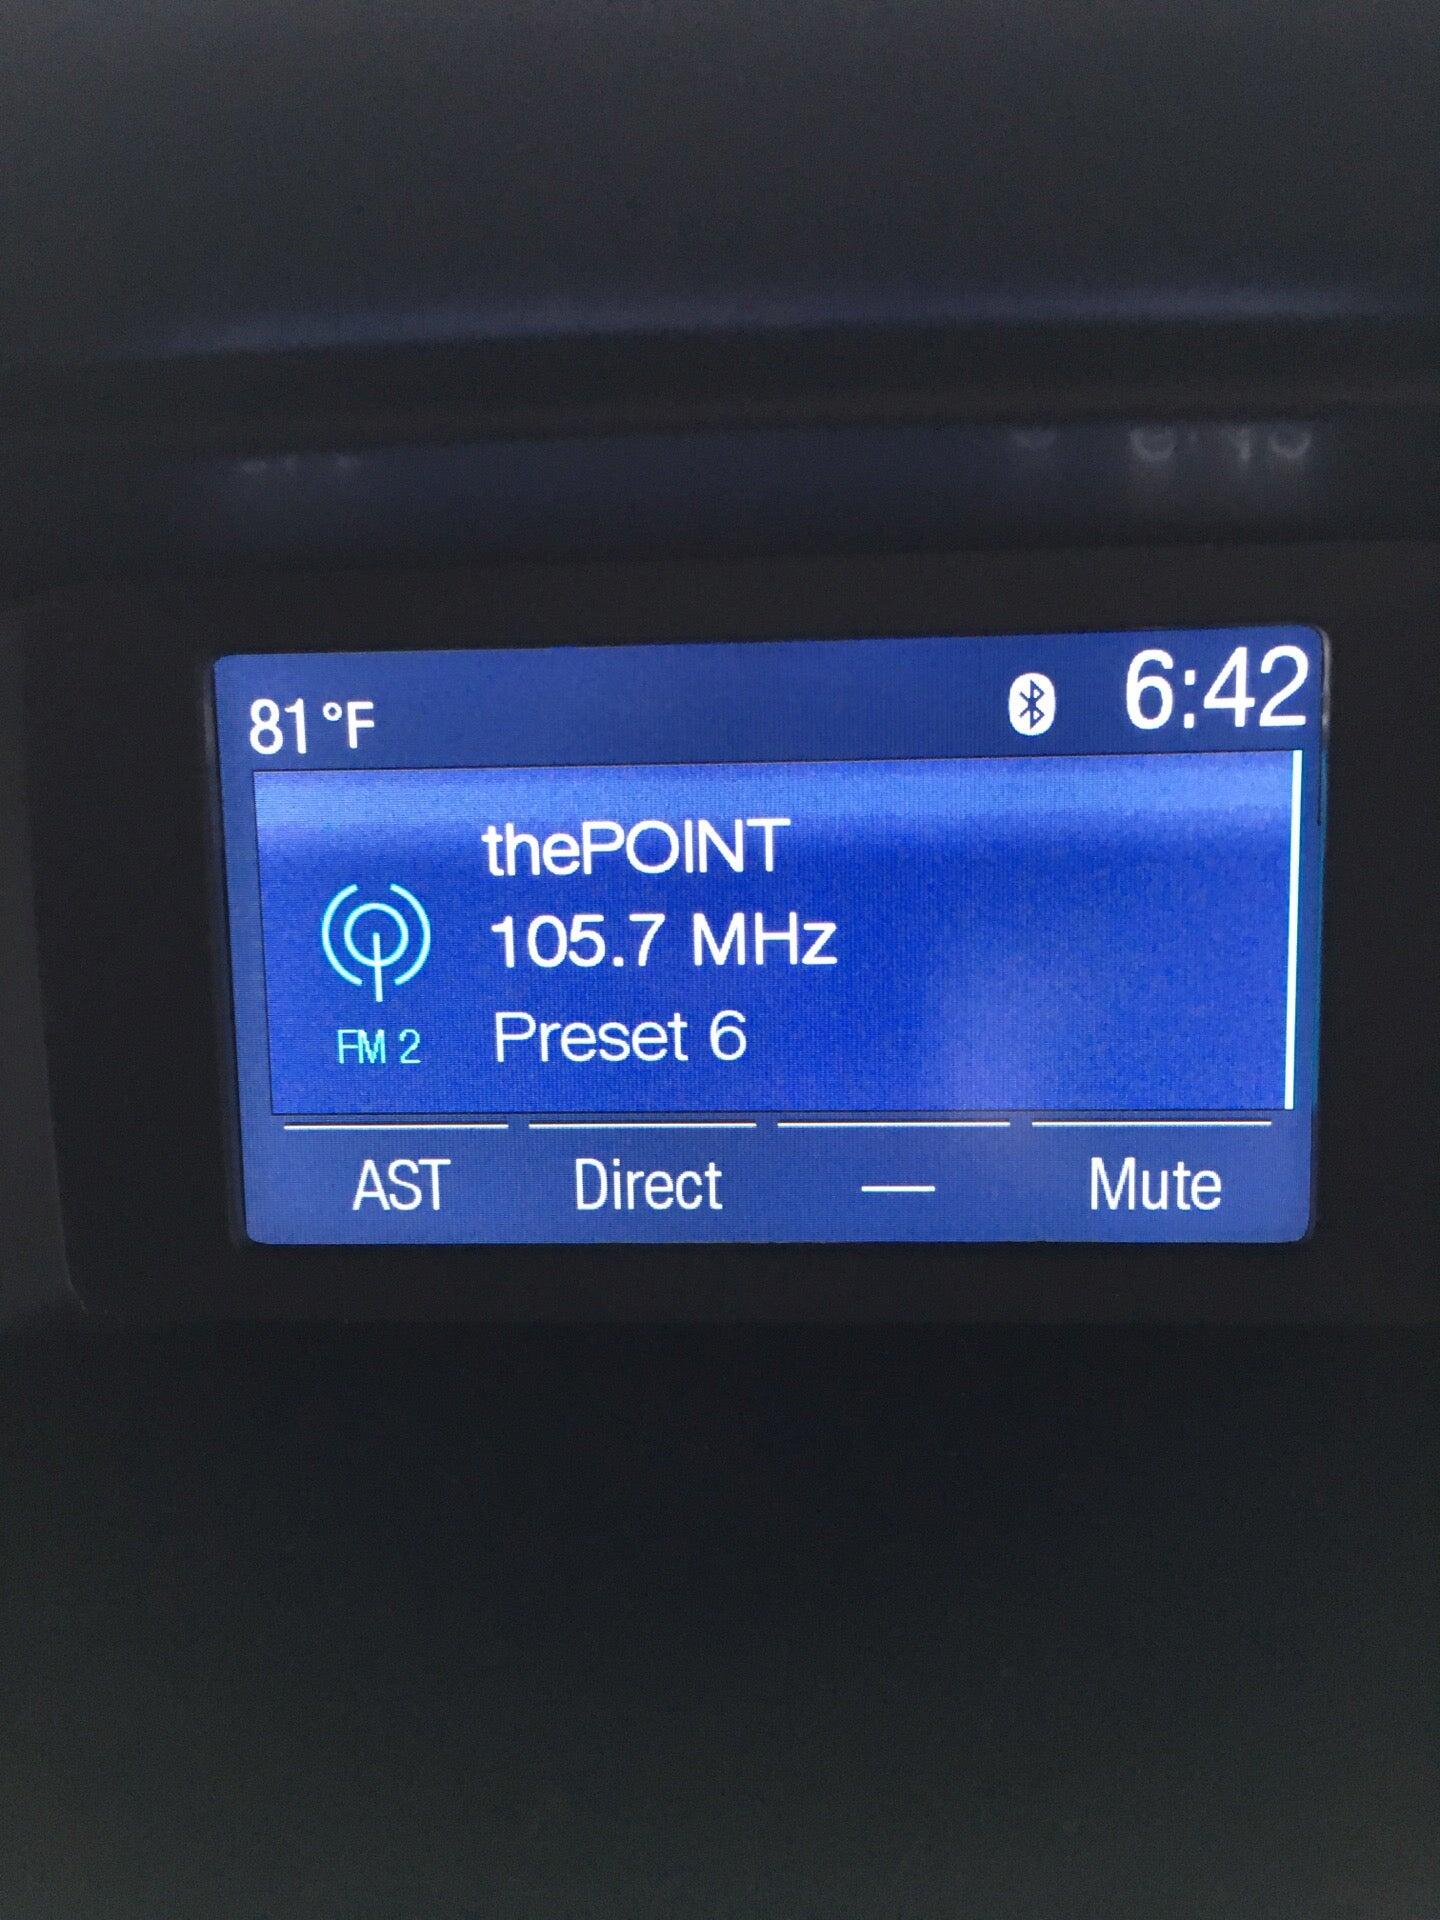 81 °F 6:42
thePOINT
105.7 MHz
Preset 6
FM 2
AST Direct — Mute